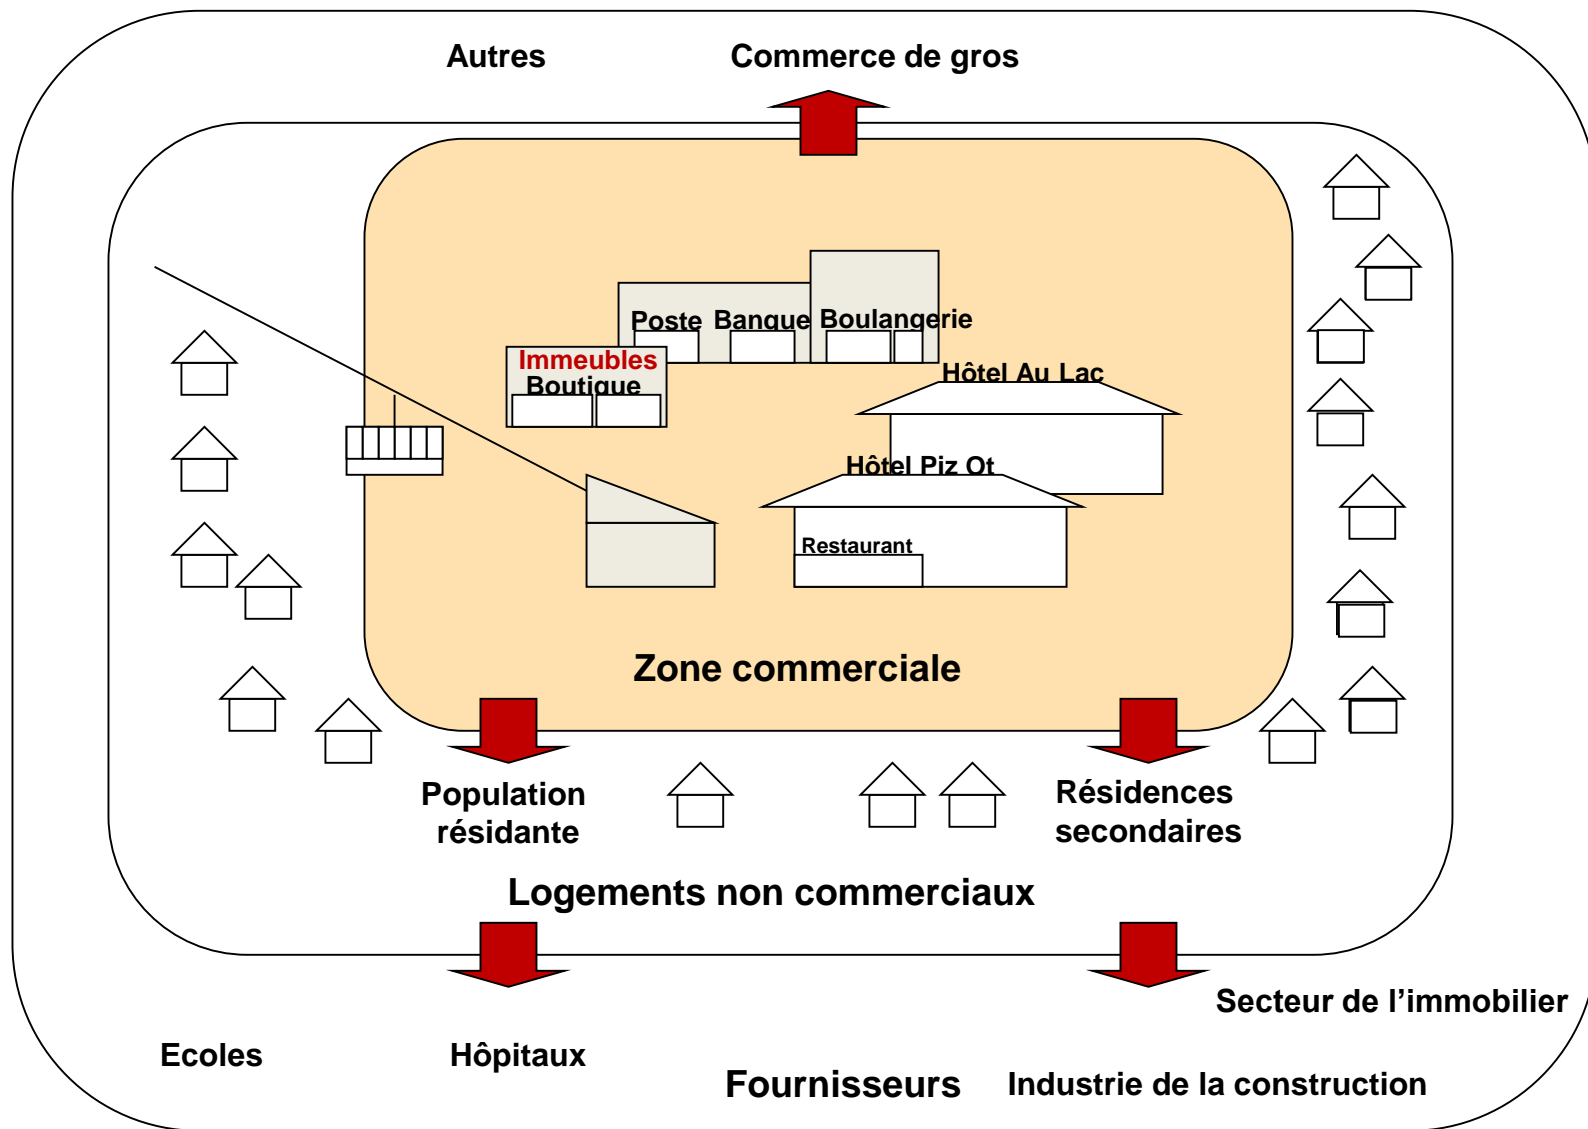 Autres
Commerce de gros
Poste
Banque
Boulangerie
Immeubles
Boutique
Hôtel Au Lac
Hôtel Piz Ot
Restaurant
Zone commerciale
Population
résidante
Résidences
secondaires
Logements non commerciaux
Secteur de l’immobilier
Ecoles
Hôpitaux
Fournisseurs
Industrie de la construction